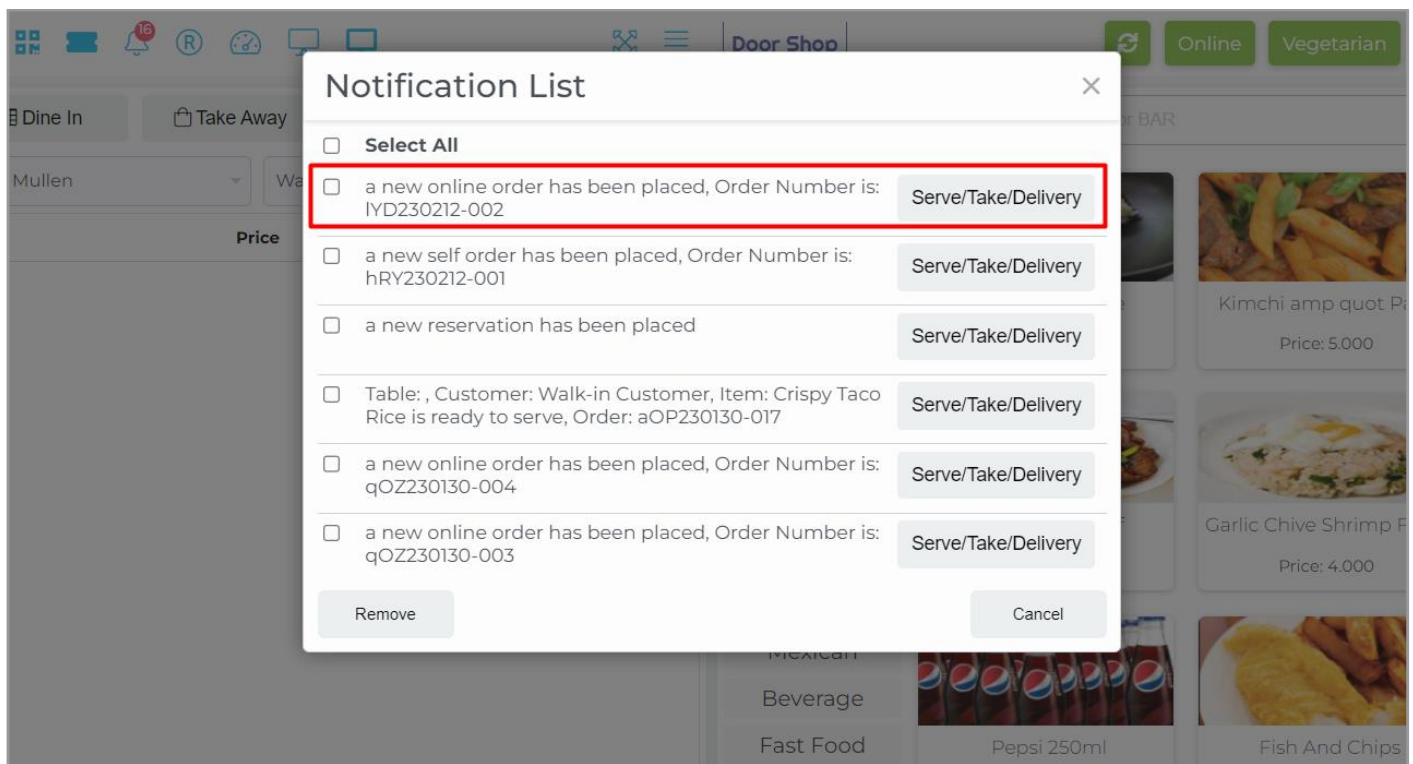 16
R
Door Shop
Online
Vegetarian
Notification List
×
Dine In
Take Away
or BAR
Select All
Mullen
Wa
a new online order has been placed, Order Number is:
lYD230212-002
Serve/Take/Delivery
Price
a new self order has been placed, Order Number is:
hRY230212-001
Serve/Take/Delivery
a new reservation has been placed
Serve/Take/Delivery
Kimchi amp quot Pa
Price: 5.000
Table: , Customer: Walk-in Customer, Item: Crispy Taco
Rice is ready to serve, Order: aOP230130-017
Serve/Take/Delivery
a new online order has been placed, Order Number is:
qOZ230130-004
Serve/Take/Delivery
a new online order has been placed, Order Number is:
qOZ230130-003
Serve/Take/Delivery
Garlic Chive Shrimp F
Price: 4.000
Remove
Cancel
Mexican
Beverage
Fast Food
Pepsi 250ml
Fish And Chips